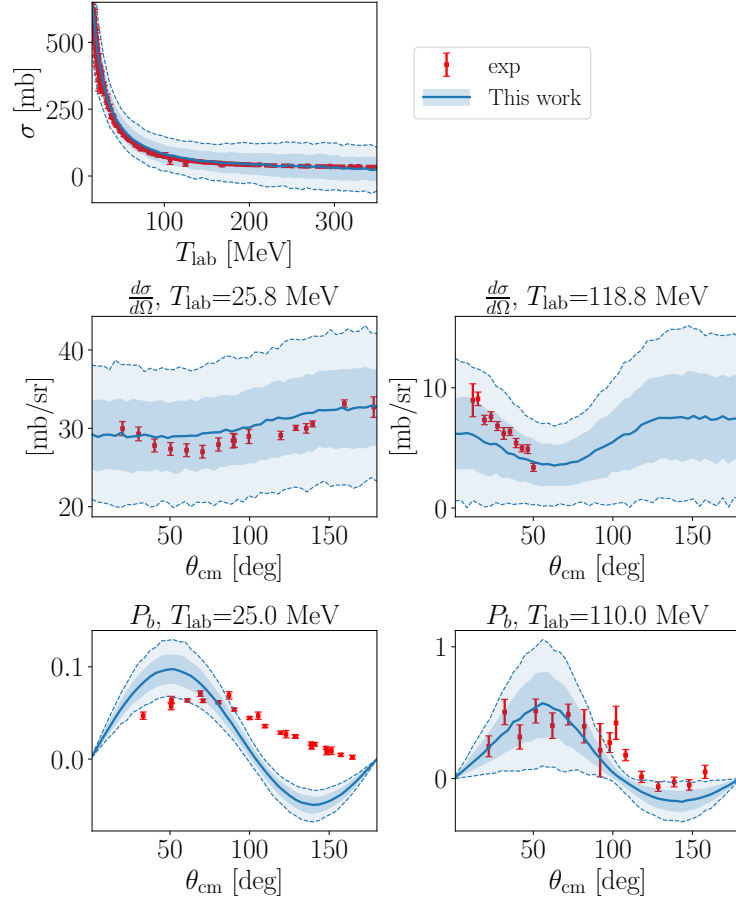 500
250
0
σ [mb]
100
200
300
T_lab [MeV]
exp
This work
dσ/dΩ, T_lab=25.8 MeV
40
30
20
[mb/sr]
50
100
150
θ_cm [deg]
dσ/dΩ, T_lab=118.8 MeV
10
0
[mb/sr]
50
100
150
θ_cm [deg]
P_b, T_lab=25.0 MeV
0.1
0.0
50
100
150
θ_cm [deg]
P_b, T_lab=110.0 MeV
1
0
50
100
150
θ_cm [deg]